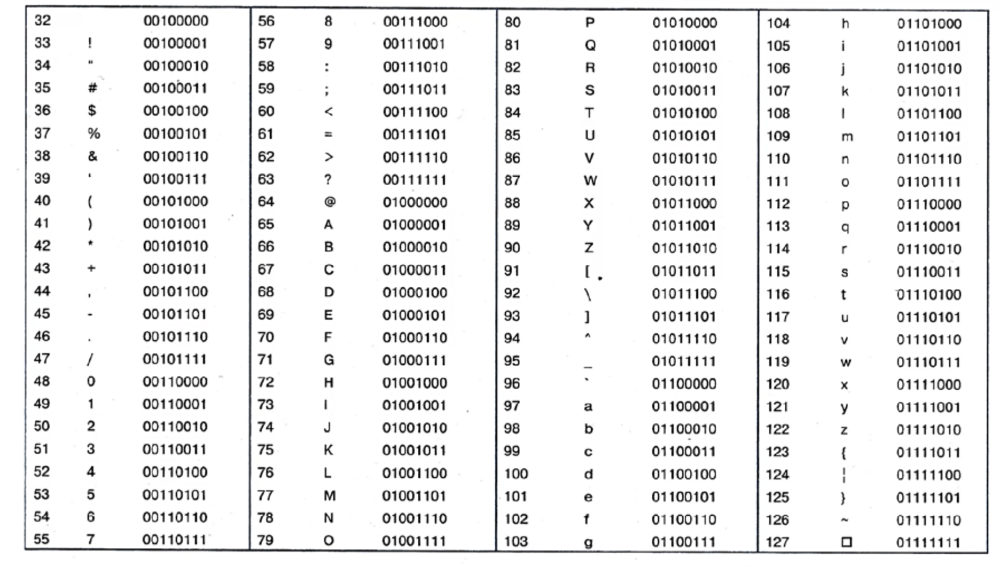 32 00100000 56 8 00111000 80 P 01010000 104 h 01101000
33 ! 00100001 57 9 00111001 81 Q 01010001 105 i 01101001
34 " 00100010 58 : 00111010 82 R 01010010 106 j 01101010
35 # 00100011 59 ; 00111011 83 S 01010011 107 k 01101011
36 $ 00100100 60 < 00111100 84 T 01010100 108 l 01101100
37 % 00100101 61 = 00111101 85 U 01010101 109 m 01101101
38 & 00100110 62 > 00111110 86 V 01010110 110 n 01101110
39 ' 00100111 63 ? 00111111 87 W 01010111 111 o 01101111
40 ( 00101000 64 @ 01000000 88 X 01011000 112 p 01110000
41 ) 00101001 65 A 01000001 89 Y 01011001 113 q 01110001
42 * 00101010 66 B 01000010 90 Z 01011010 114 r 01110010
43 + 00101011 67 C 01000011 91 [ 01011011 115 s 01110011
44 , 00101100 68 D 01000100 92 \ 01011100 116 t 01110100
45 - 00101101 69 E 01000101 93 ] 01011101 117 u 01110101
46 . 00101110 70 F 01000110 94 ^ 01011110 118 v 01110110
47 / 00101111 71 G 01000111 95 _ 01011111 119 w 01110111
48 0 00110000 72 H 01001000 96 ` 01100000 120 x 01111000
49 1 00110001 73 I 01001001 97 a 01100001 121 y 01111001
50 2 00110010 74 J 01001010 98 b 01100010 122 z 01111010
51 3 00110011 75 K 01001011 99 c 01100011 123 { 01111011
52 4 00110100 76 L 01001100 100 d 01100100 124 ¦ 01111100
53 5 00110101 77 M 01001101 101 e 01100101 125 } 01111101
54 6 00110110 78 N 01001110 102 f 01100110 126 ~ 01111110
55 7 00110111 79 O 01001111 103 g 01100111 127 □ 01111111